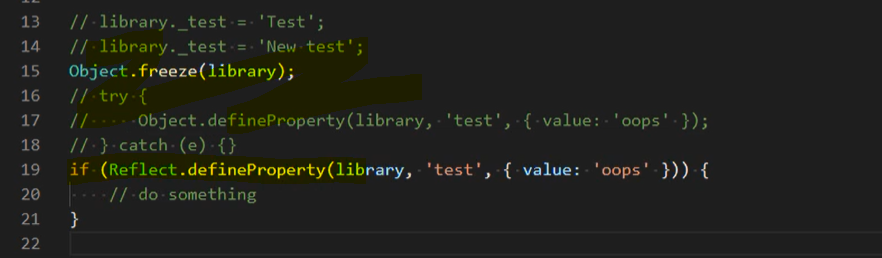 13 // library._test = 'Test';
14 // library._test = 'New test';
15 Object.freeze(library);
16 // try {
17 //     Object.defineProperty(library, 'test', { value: 'oops' });
18 // } catch (e) {}
19 if (Reflect.defineProperty(library, 'test', { value: 'oops' })) {
20     // do something
21 }
22